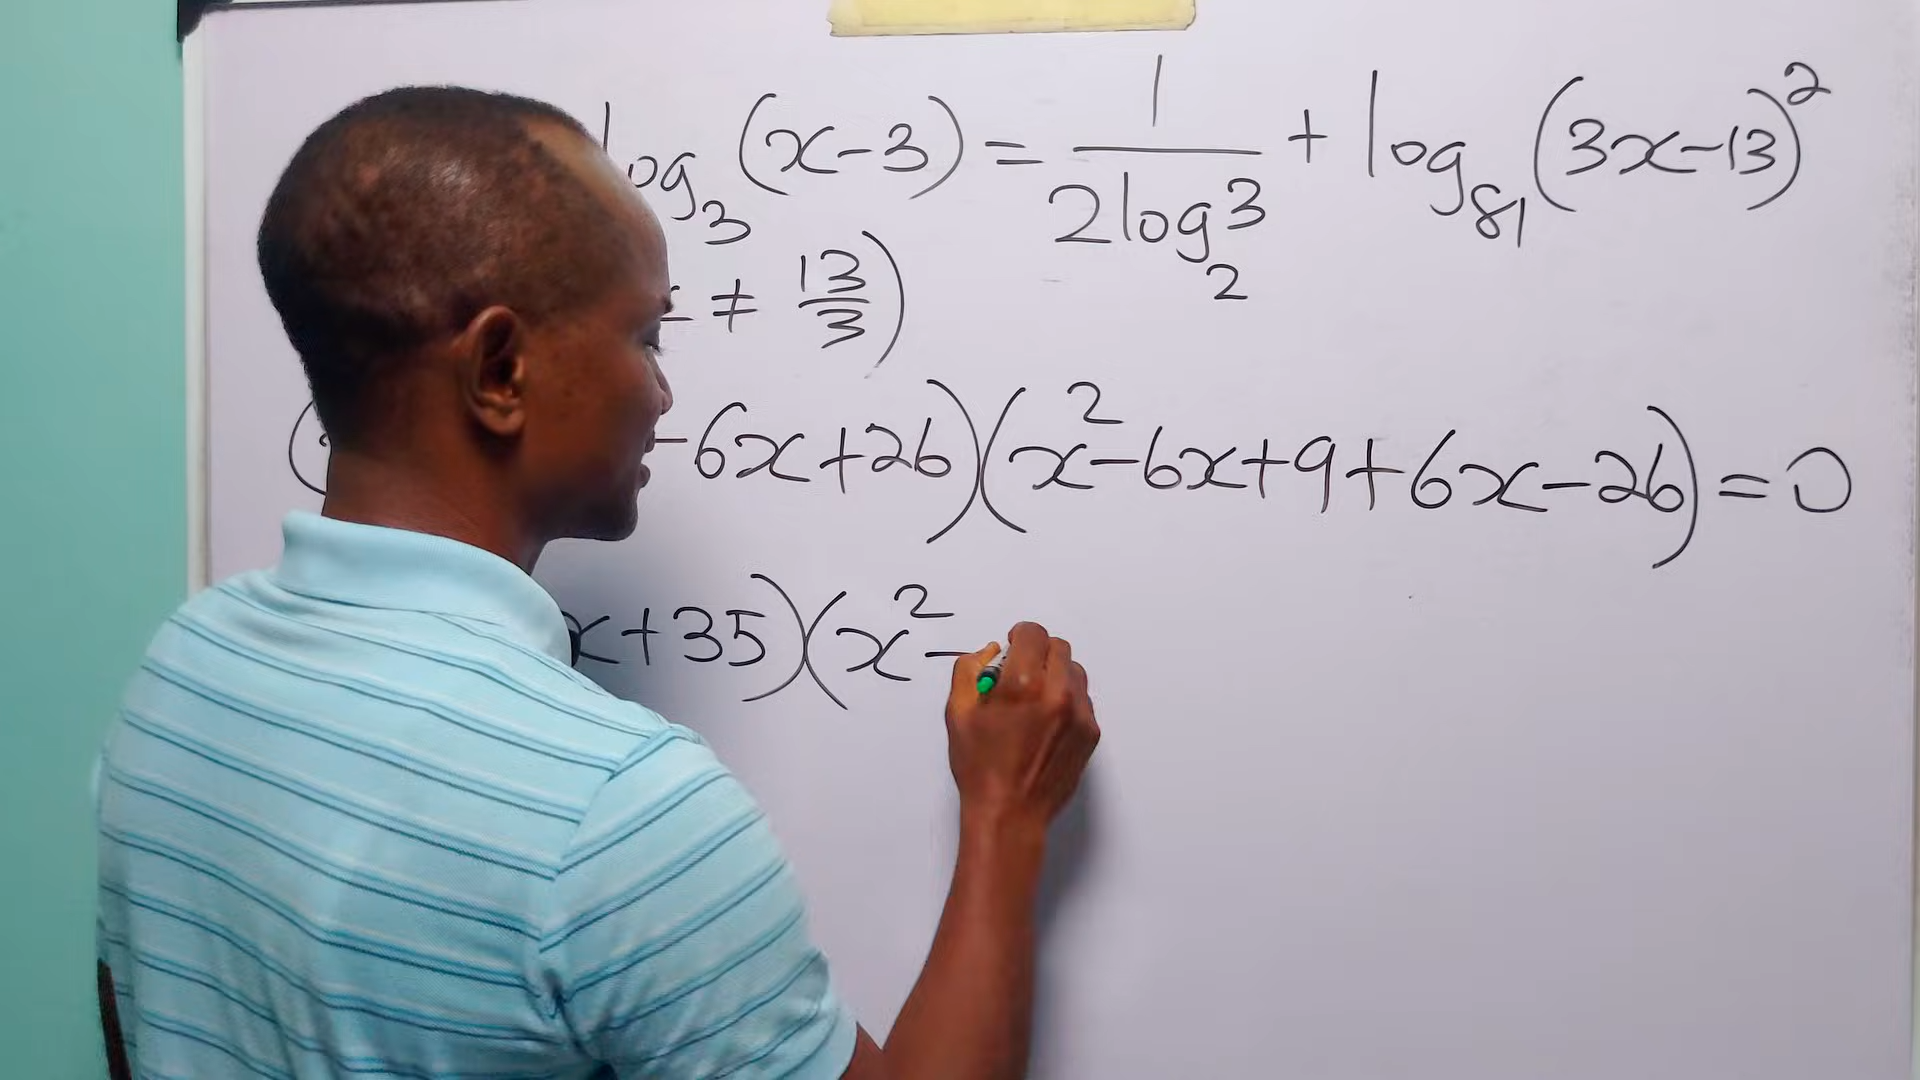 log₃(x-3) = 1/(2log₂3) + log₈₁(3x-13)²
≠ 13/3)
( -6x+26)(x²-6x+9+6x-26)=0
x+35)(x²-